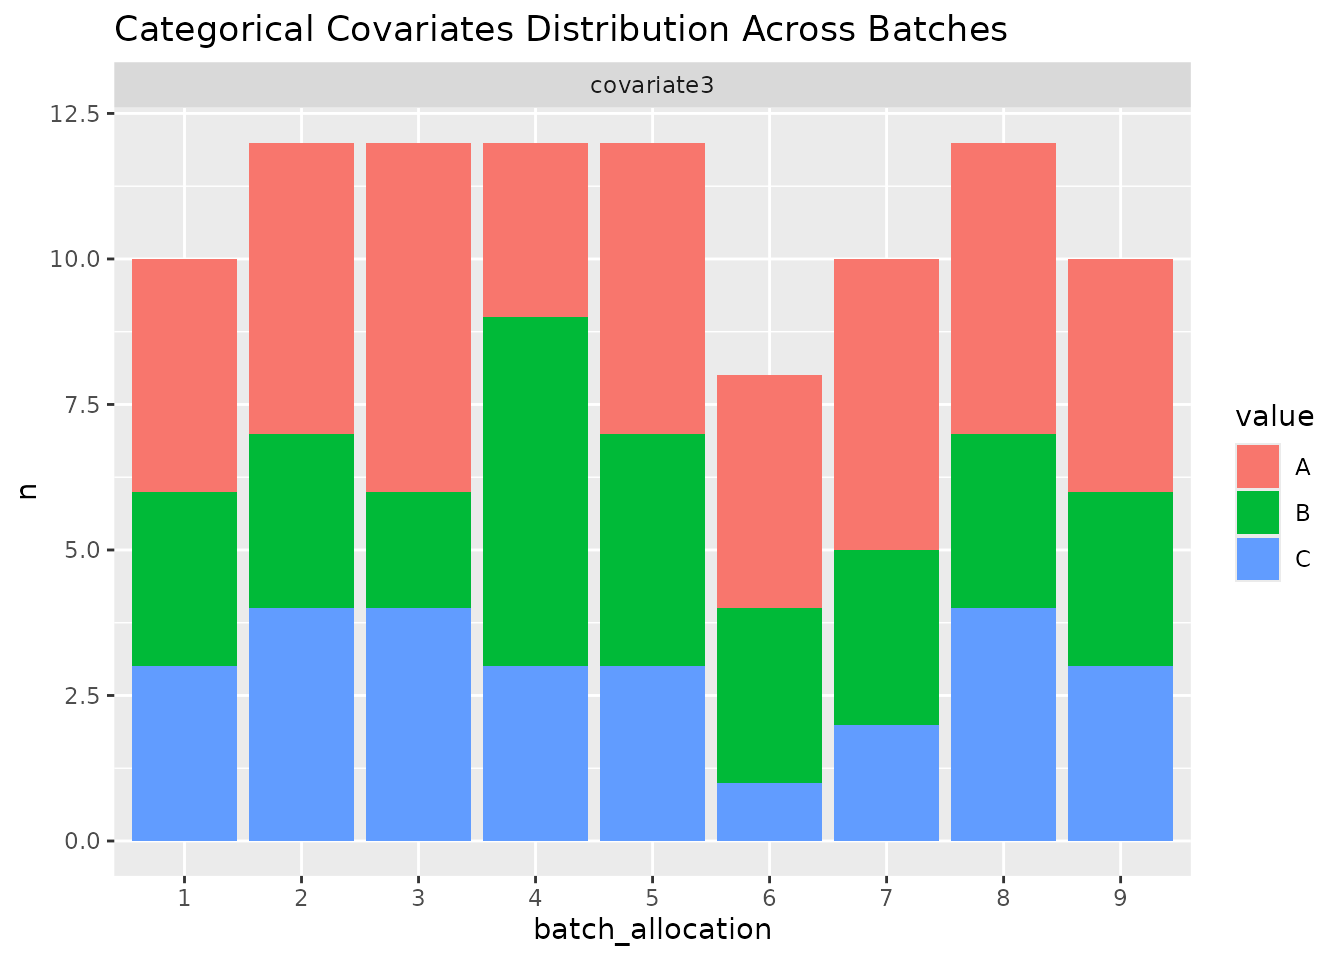 Categorical Covariates Distribution Across Batches
covariate3
12.5
10.0
7.5
5.0
2.5
0.0
n
1 2 3 4 5 6 7 8 9
batch_allocation
value
A
B
C